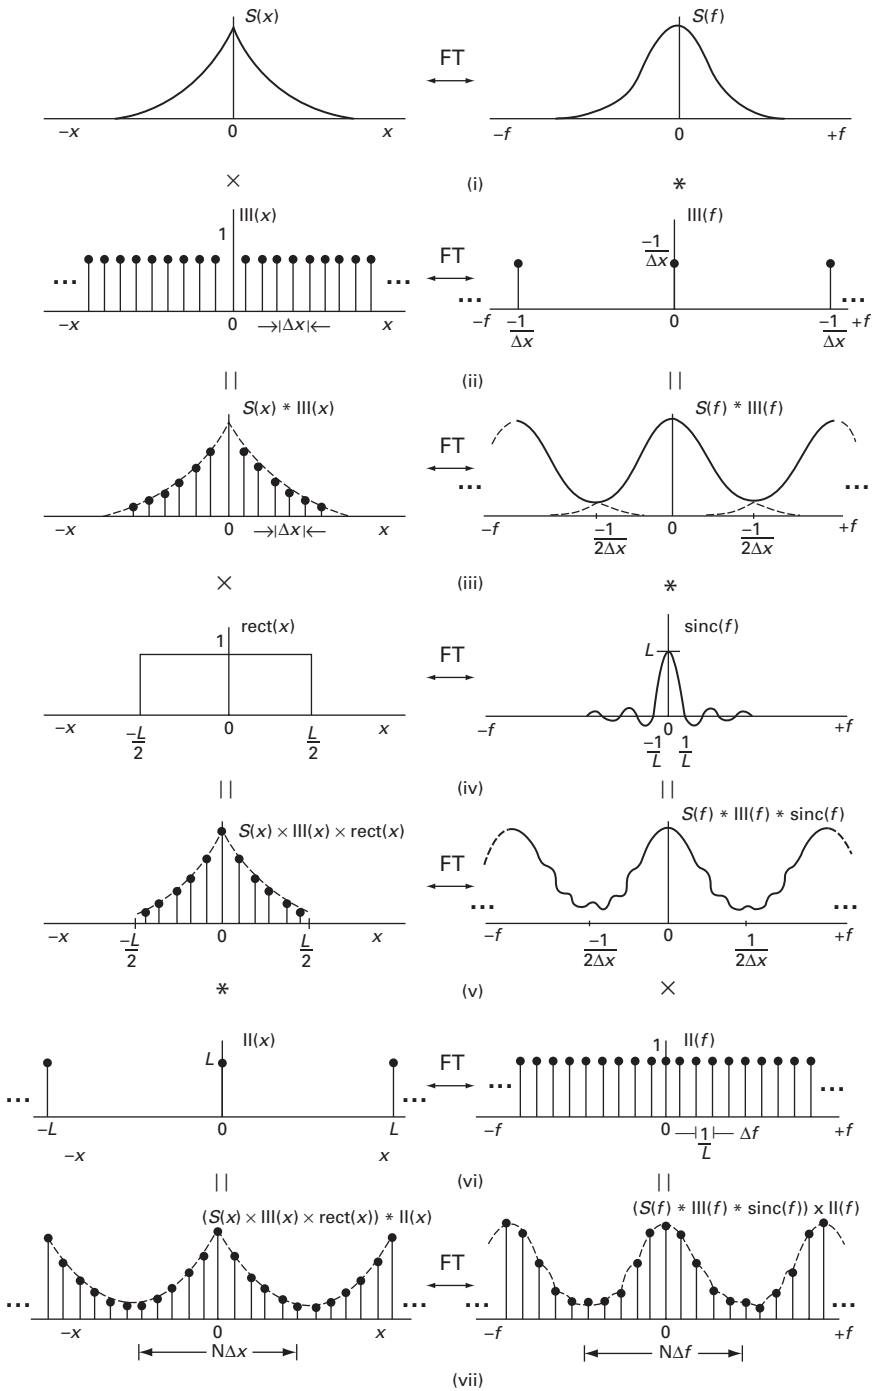 S(x)
S(f)
FT
−x 0 x
−f 0 +f
×
(i)
*
III(x)
III(f)
1
−1/Δx
FT
...
...
...
...
−x 0 →|Δx|← x
−f −1/Δx 0 −1/Δx +f
||
(ii)
||
S(x) * III(x)
S(f) * III(f)
FT
...
...
−x 0 →|Δx|← x
−f −1/2Δx 0 −1/2Δx +f
×
(iii)
*
rect(x)
sinc(f)
1
L
FT
−x −L/2 0 L/2 x
−f −1/L 0 1/L +f
||
(iv)
||
S(x) × III(x) × rect(x)
S(f) * III(f) * sinc(f)
FT
...
...
−x −L/2 0 L/2 x
−f −1/2Δx 0 1/2Δx +f
*
(v)
×
II(x)
II(f)
L
1
FT
...
...
...
...
−L 0 L
−x x
−f 0 1/L Δf +f
||
(vi)
||
(S(x) × III(x) × rect(x)) * II(x)
(S(f) * III(f) * sinc(f)) x II(f)
FT
...
...
...
...
−x 0 x
−f 0 +f
NΔx
NΔf
(vii)